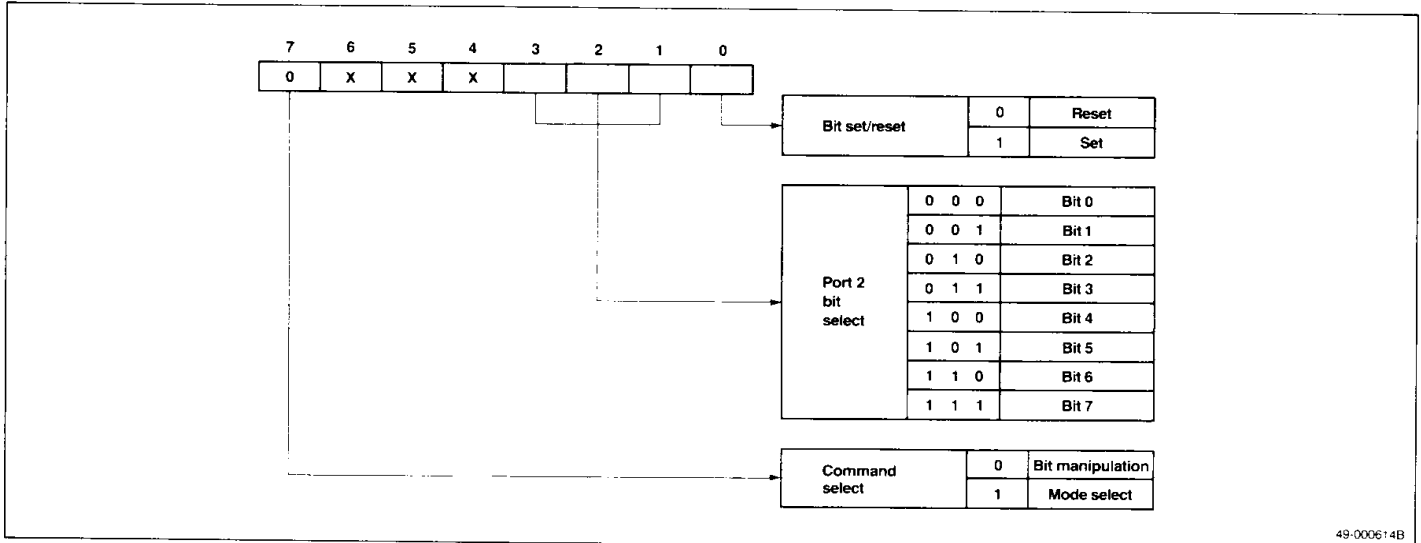 7 6 5 4 3 2 1 0
0 X X X
Bit set/reset
0 Reset
1 Set
Port 2
bit
select
0 0 0 Bit 0
0 0 1 Bit 1
0 1 0 Bit 2
0 1 1 Bit 3
1 0 0 Bit 4
1 0 1 Bit 5
1 1 0 Bit 6
1 1 1 Bit 7
Command
select
0 Bit manipulation
1 Mode select
49-000614B